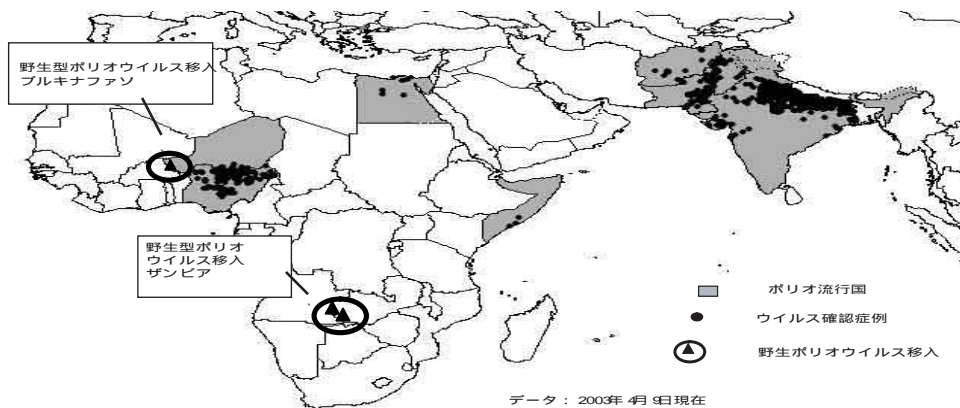 野生型ポリオウイルス移入
ブルキナファソ
野生型ポリオ
ウイルス移入
ザンビア
ポリオ流行国
ウイルス確認症例
野生ポリオウイルス移入
データ： 2003年 4月 9日現在